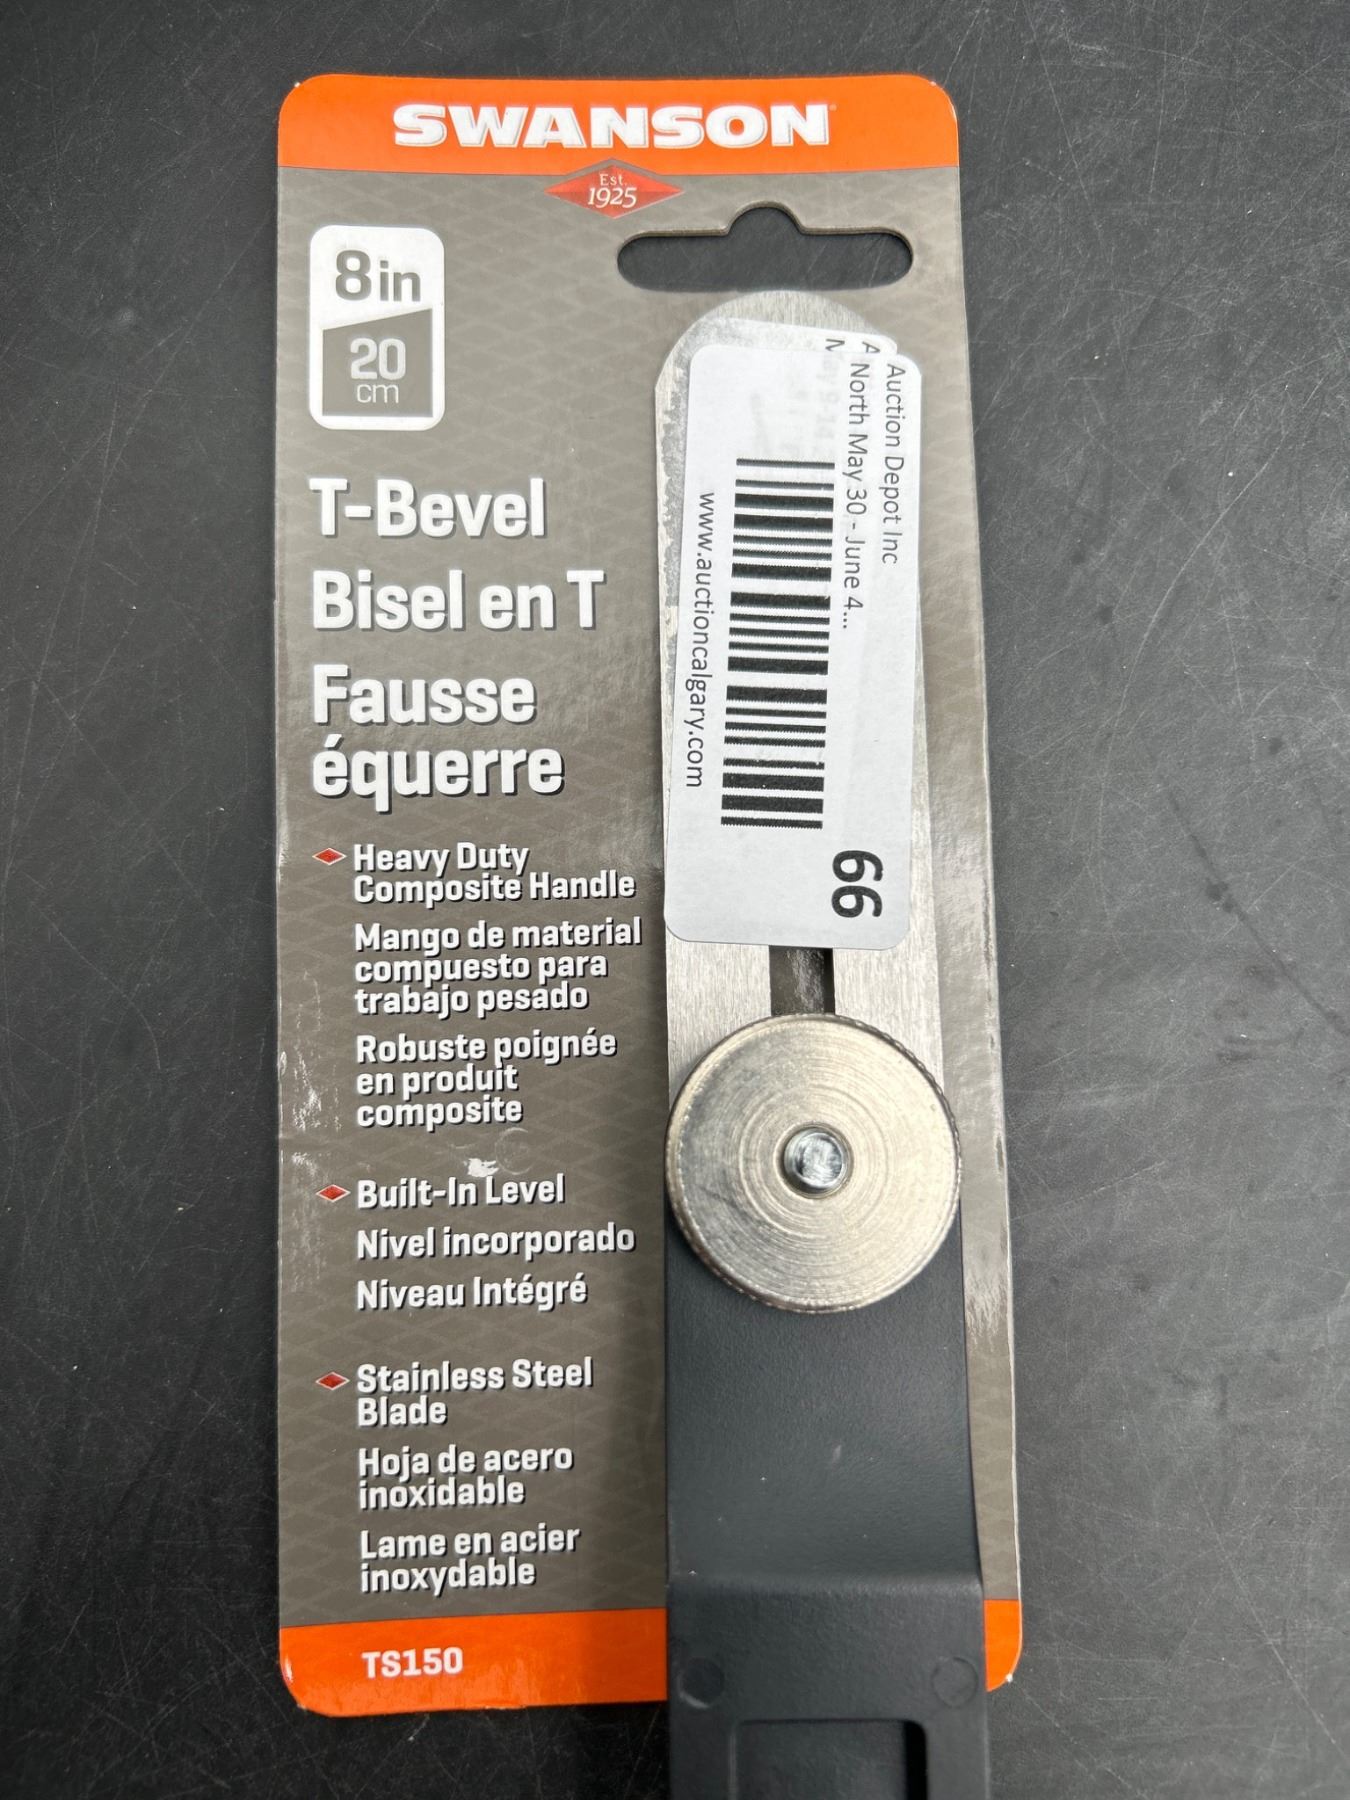 SWANSON
Est.
1925
8in
20
cm
T-Bevel
Bisel en T
Fausse
équerre
Heavy Duty
Composite Handle
Mango de material
compuesto para
trabajo pesado
Robuste poignée
en produit
composite
Built-In Level
Nivel incorporado
Niveau Intégré
Stainless Steel
Blade
Hoja de acero
inoxidable
Lame en acier
inoxydable
TS150
Auction Depot Inc
North May 30 - June 4...
www.auctioncalgary.com
66